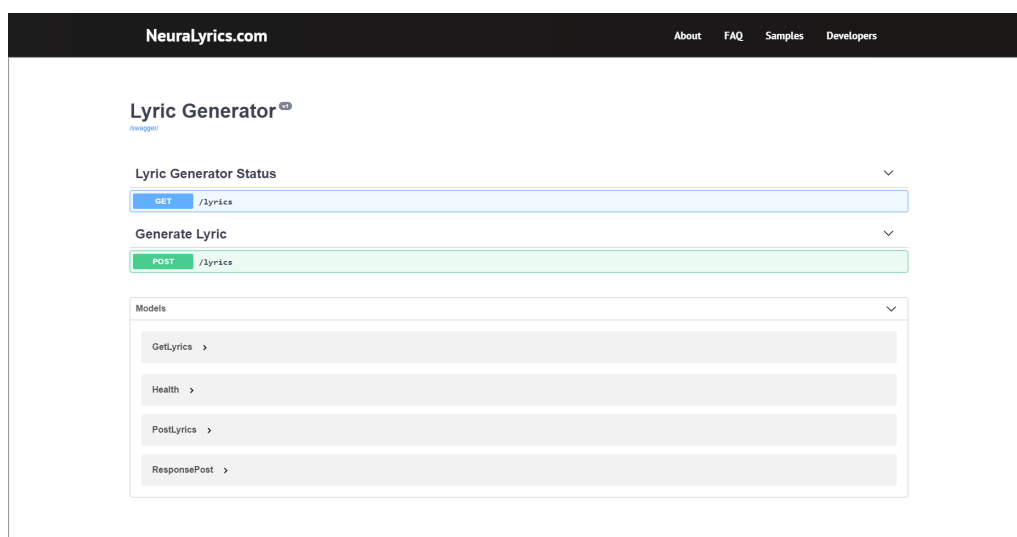 NeuraLyrics.com About FAQ Samples Developers
Lyric Generator v1
/swagger/
Lyric Generator Status
GET /lyrics
Generate Lyric
POST /lyrics
Models
GetLyrics
Health
PostLyrics
ResponsePost